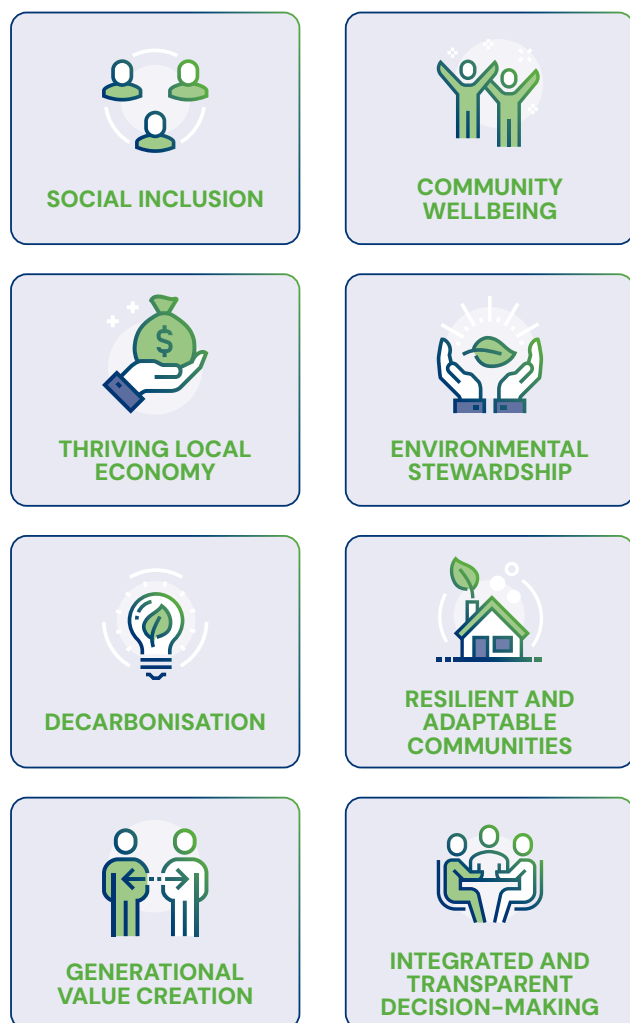 SOCIAL INCLUSION
COMMUNITY
WELLBEING
$
THRIVING LOCAL
ECONOMY
ENVIRONMENTAL
STEWARDSHIP
DECARBONISATION
RESILIENT AND
ADAPTABLE
COMMUNITIES
GENERATIONAL
VALUE CREATION
INTEGRATED AND
TRANSPARENT
DECISION-MAKING